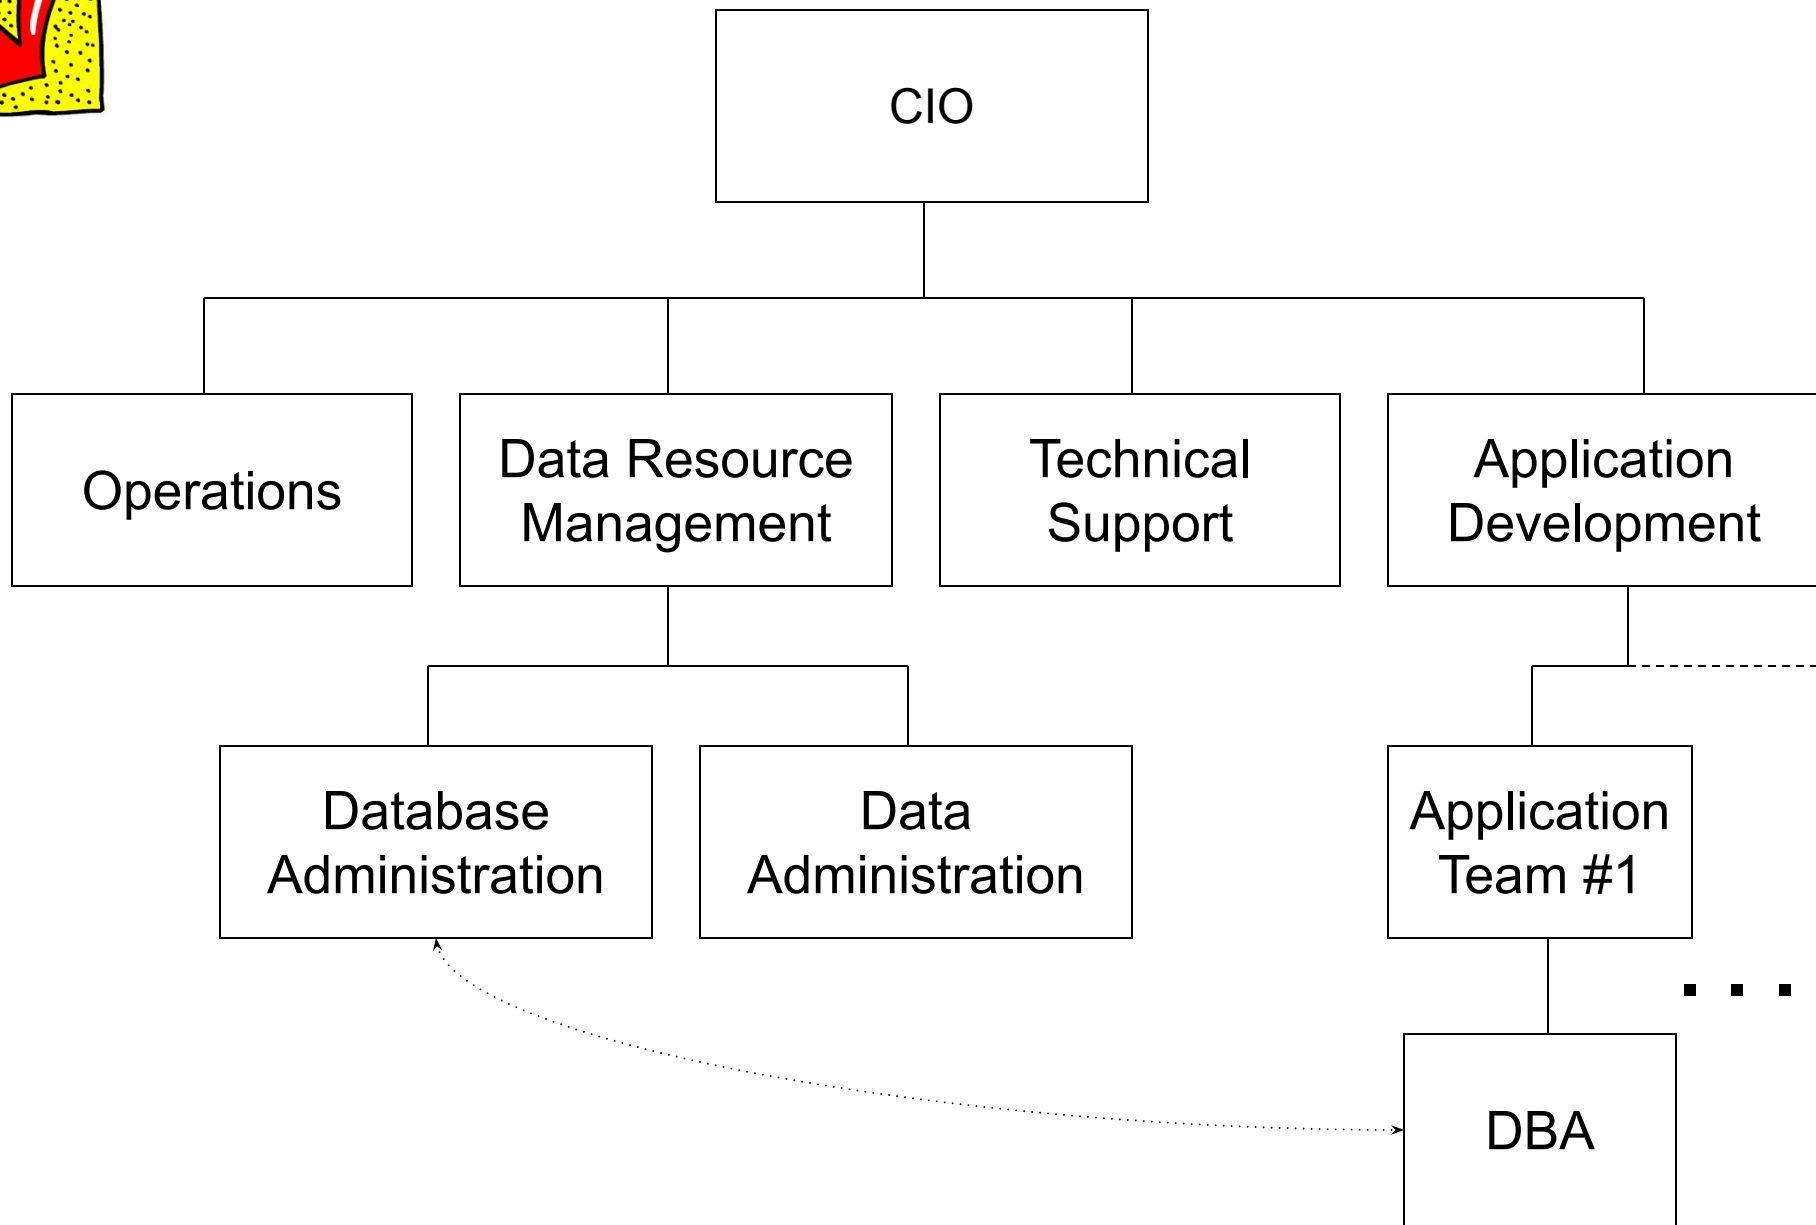 CIO
Operations
Data Resource
Management
Technical
Support
Application
Development
Database
Administration
Data
Administration
Application
Team #1
. . .
DBA